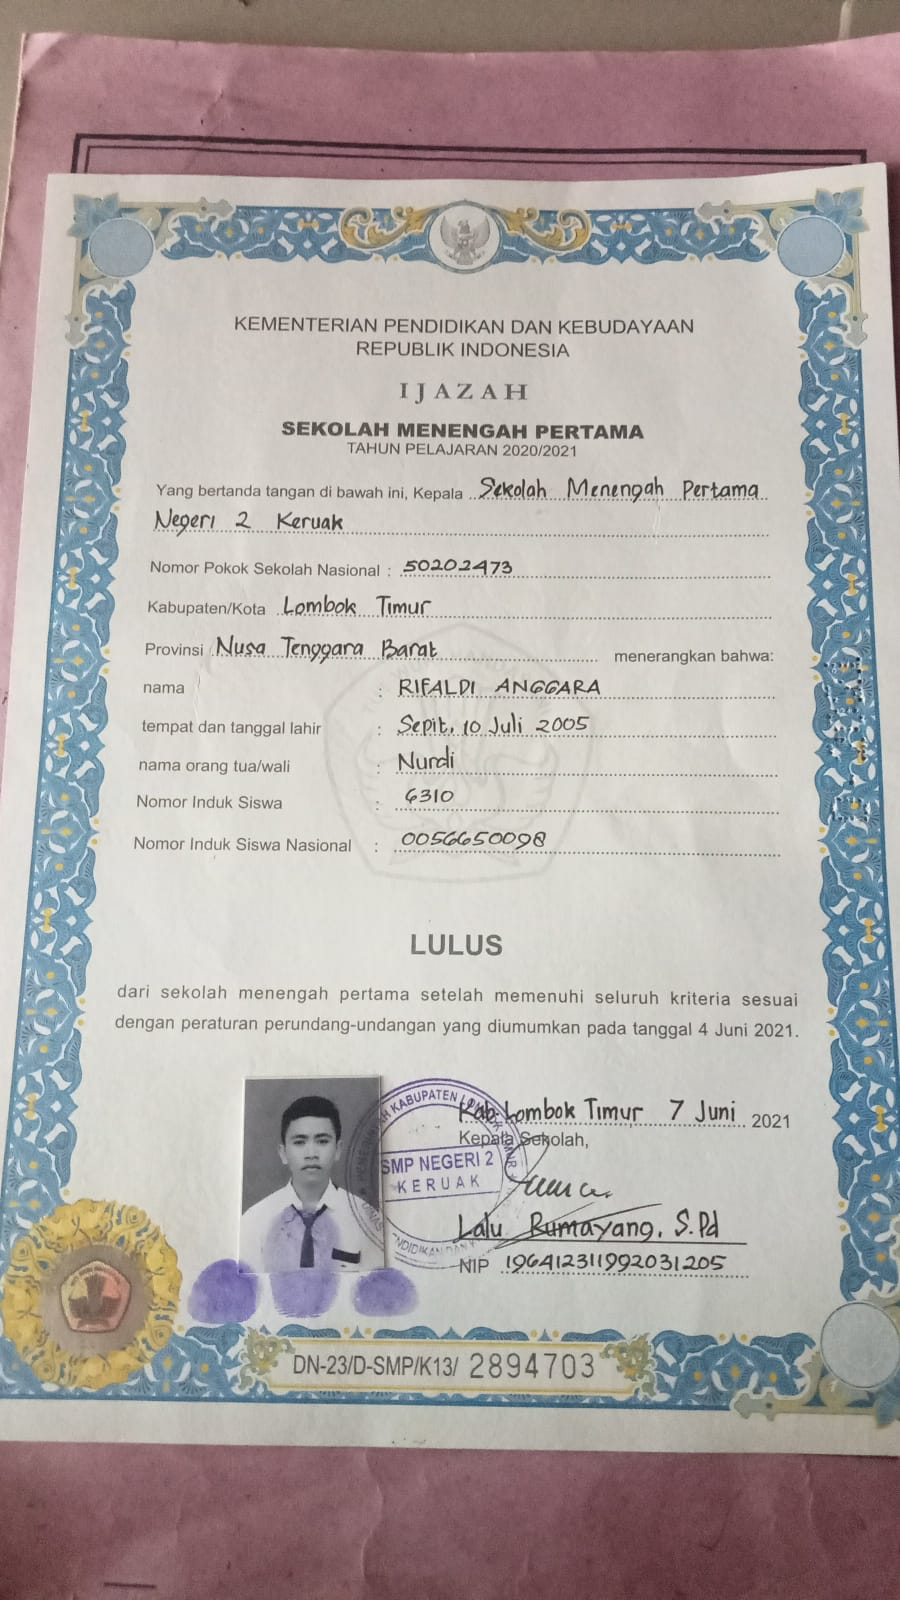 KEMENTERIAN PENDIDIKAN DAN KEBUDAYAAN
REPUBLIK INDONESIA
IJAZAH
SEKOLAH MENENGAH PERTAMA
TAHUN PELAJARAN 2020/2021
Yang bertanda tangan di bawah ini, Kepala Sekolah Menengah Pertama
Negeri 2 Keruak
Nomor Pokok Sekolah Nasional : 50202473
Kabupaten/Kota Lombok Timur
Provinsi Nusa Tenggara Barat menerangkan bahwa:
nama : RIFALDI ANGGARA
tempat dan tanggal lahir : Sepit, 10 Juli 2005
nama orang tua/wali : Nurdi
Nomor Induk Siswa : 6310
Nomor Induk Siswa Nasional : 0056650098
LULUS
dari sekolah menengah pertama setelah memenuhi seluruh kriteria sesuai
dengan peraturan perundang-undangan yang diumumkan pada tanggal 4 Juni 2021.
Kab. Lombok Timur 7 Juni 2021
Kepala Sekolah,
KABUPATEN LOMBOK TIMUR
SMP NEGERI 2
KERUAK
Lalu Rumayang, S.Pd
NIP 196412311992031205
DN-23/D-SMP/K13/ 2894703